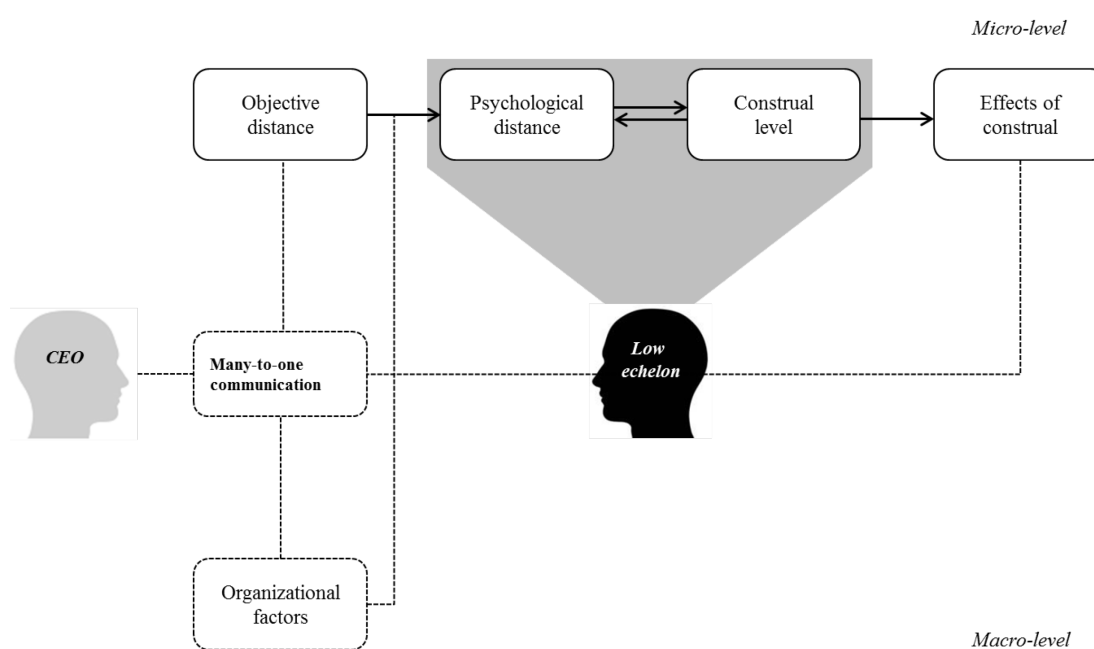 Micro-level
Objective
distance
Psychological
distance
Construal
level
Effects of
construal
CEO
Many-to-one
communication
Low
echelon
Organizational
factors
Macro-level